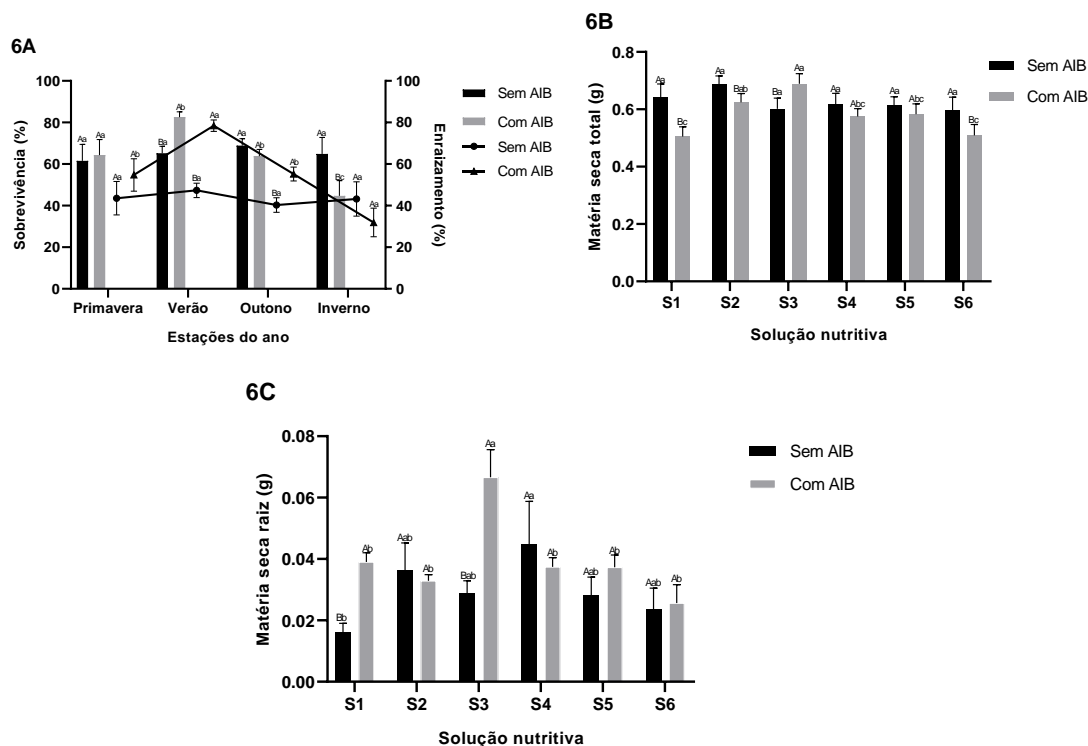 6A
Sobrevivência (%)
100
80
60
40
20
0
Aa
Aa
Aa
Ab
Ba
Ab
Ba
Aa
Aa
Ab
Ba
Ab
Aa
Bc
Aa
Aa
100
80
60
40
20
0
Enraizamento (%)
Primavera Verão Outono Inverno
Estações do ano
Sem AIB
Com AIB
Sem AIB
Com AIB
6B
Matéria seca total (g)
0.8
0.6
0.4
0.2
0.0
Aa Bc Aa Bab Ba Aa Aa Abc Aa Abc Aa Bc
S1 S2 S3 S4 S5 S6
Solução nutritiva
Sem AIB
Com AIB
6C
Matéria seca raiz (g)
0.08
0.06
0.04
0.02
0.00
Bb Ab Aab Ab Bab Aa Aa Ab Aab Ab Aab Ab
S1 S2 S3 S4 S5 S6
Solução nutritiva
Sem AIB
Com AIB